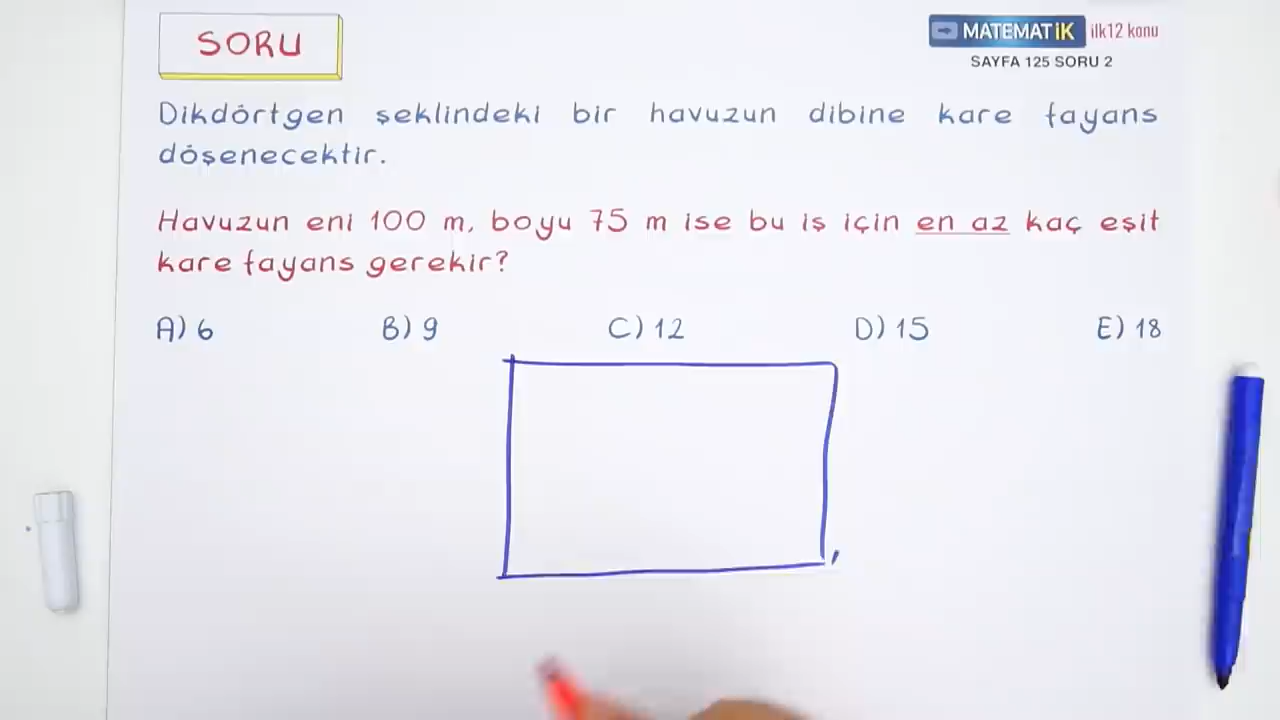 SORU
MATEMATİK ilk12 konu
SAYFA 125 SORU 2
Dikdörtgen şeklindeki bir havuzun dibine kare fayans
döşenecektir.
Havuzun eni 100 m, boyu 75 m ise bu iş için en az kaç eşit
kare fayans gerekir?
A) 6 B) 9 C) 12 D) 15 E) 18